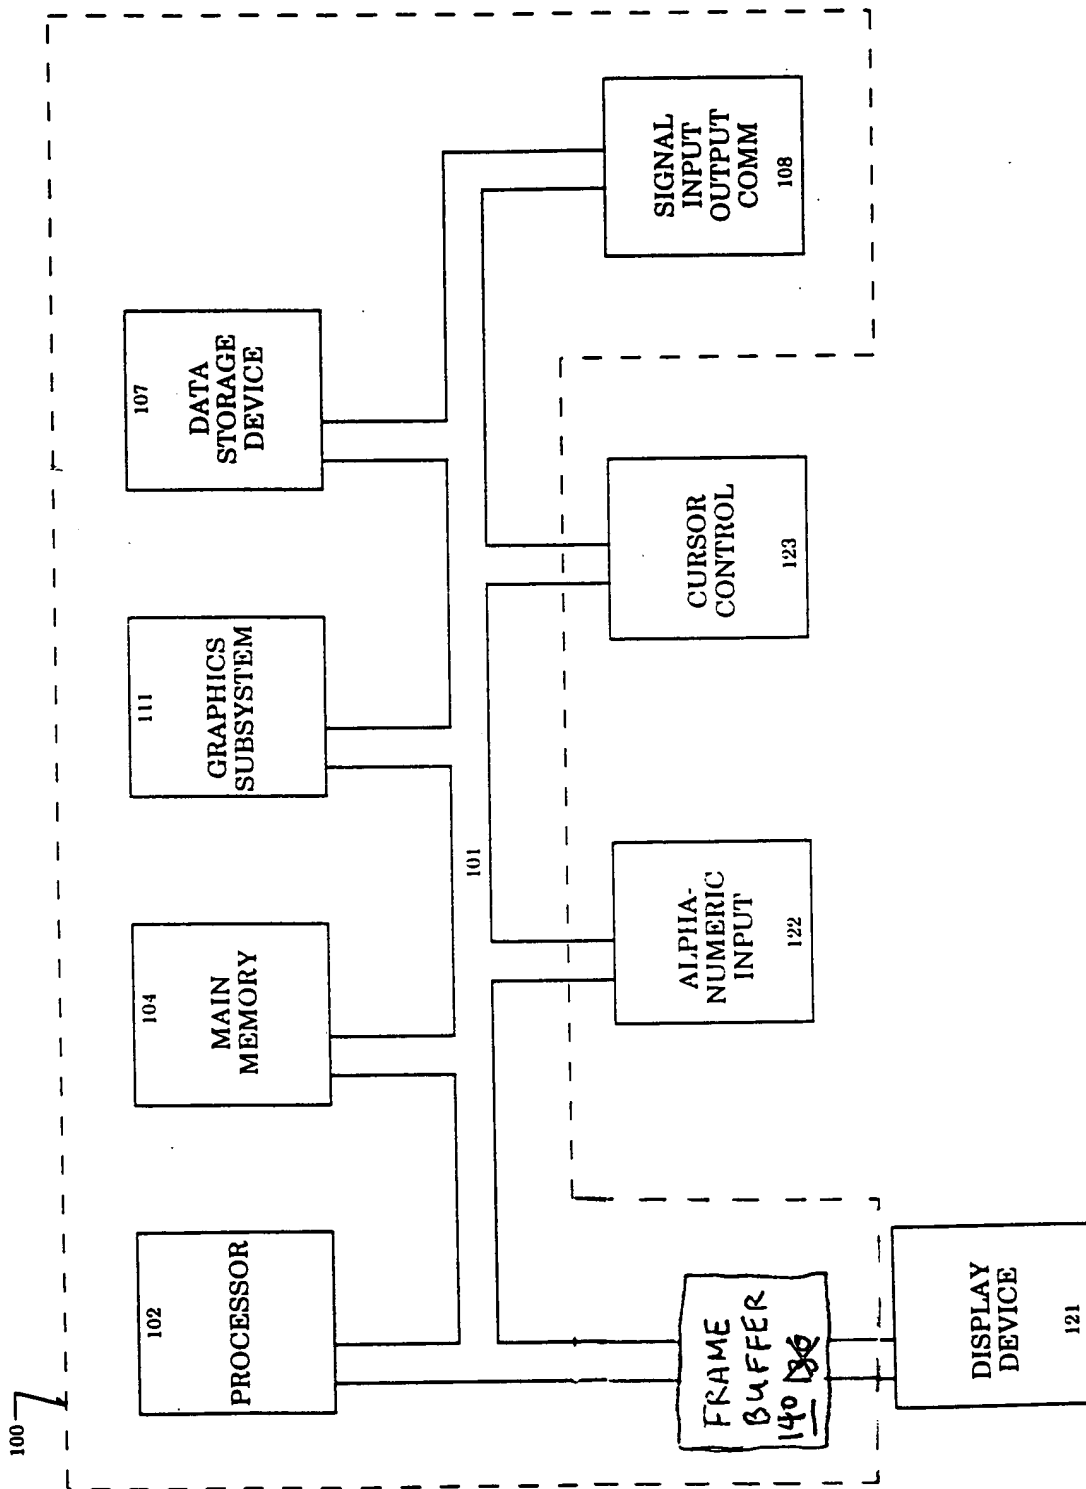 100
102
PROCESSOR
104
MAIN
MEMORY
111
GRAPHICS
SUBSYSTEM
107
DATA
STORAGE
DEVICE
101
FRAME
BUFFER
140
DISPLAY
DEVICE
121
ALPHA-
NUMERIC
INPUT
122
CURSOR
CONTROL
123
SIGNAL
INPUT
OUTPUT
COMM
108